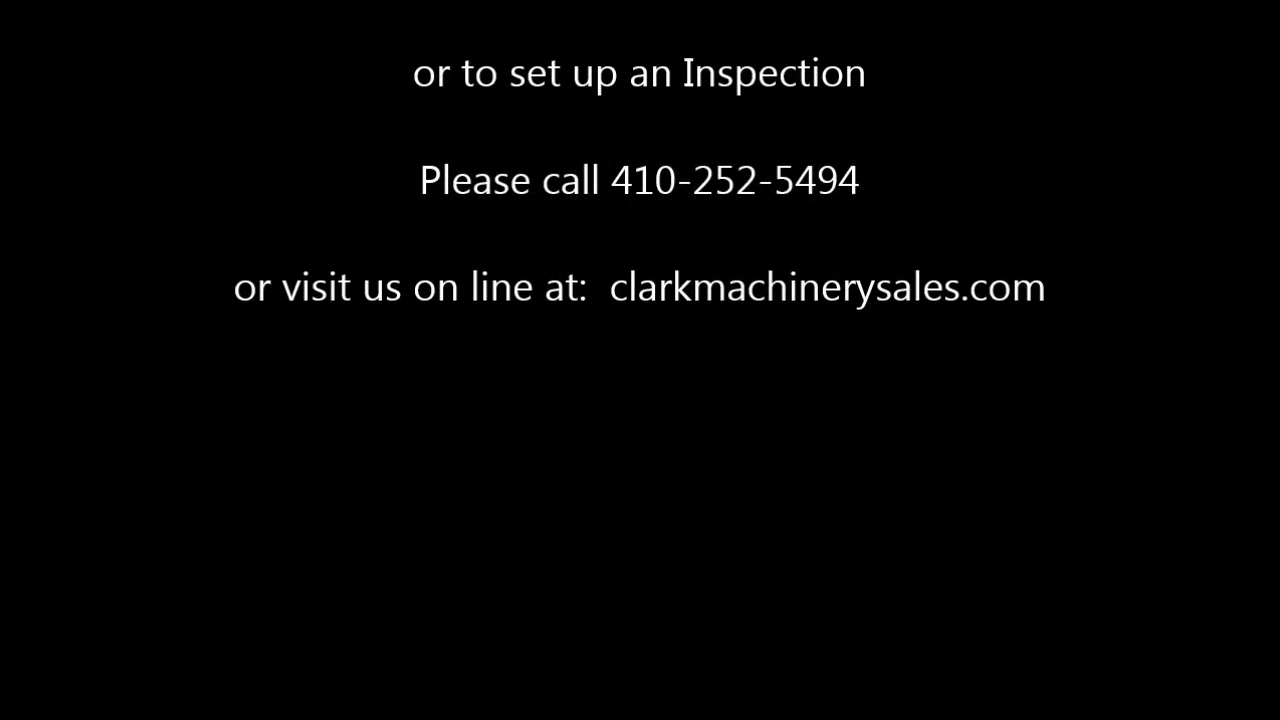 or to set up an Inspection
Please call 410-252-5494
or visit us on line at:  clarkmachinerysales.com